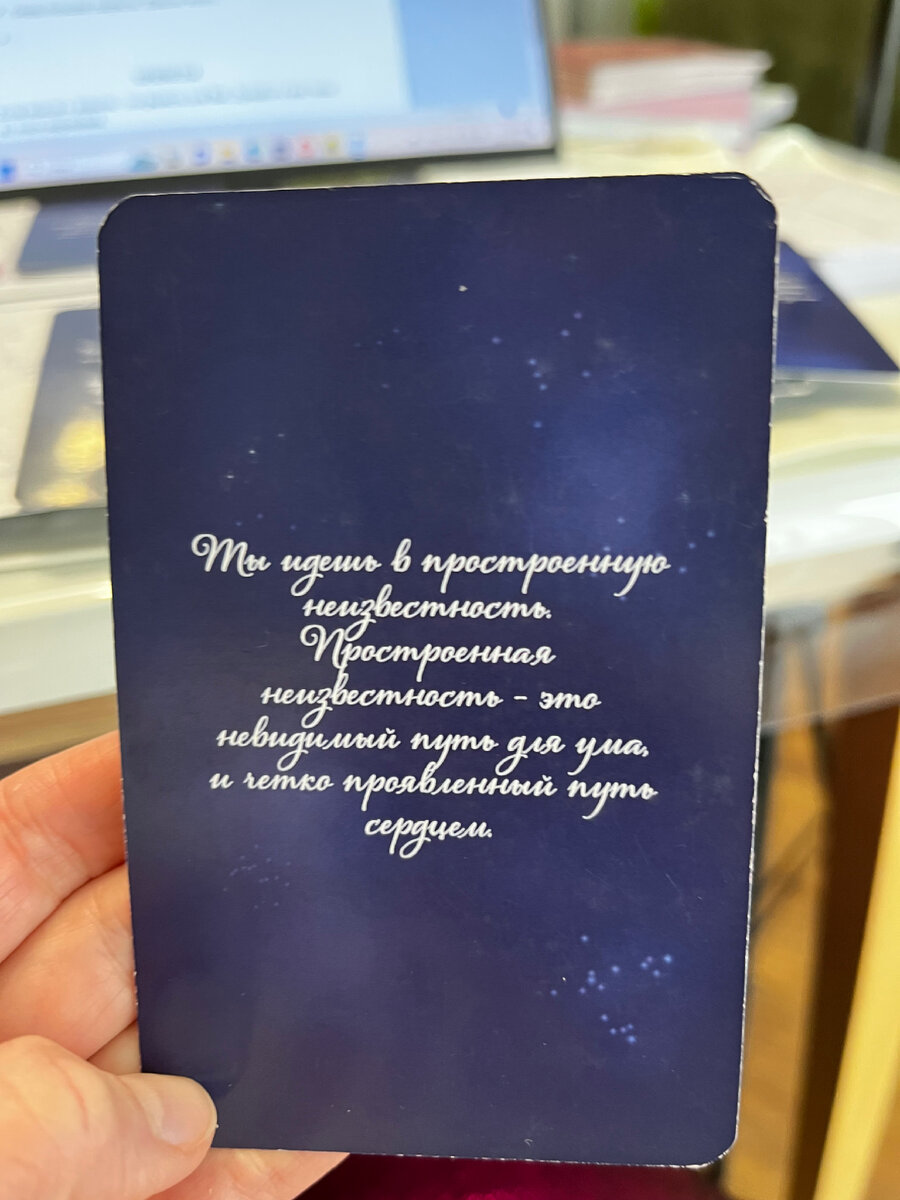 Ты идешь в простроенную
неизвестность.
Простроенная
неизвестность - это
невидимый путь для ума,
и четко проявленный путь
сердцем.